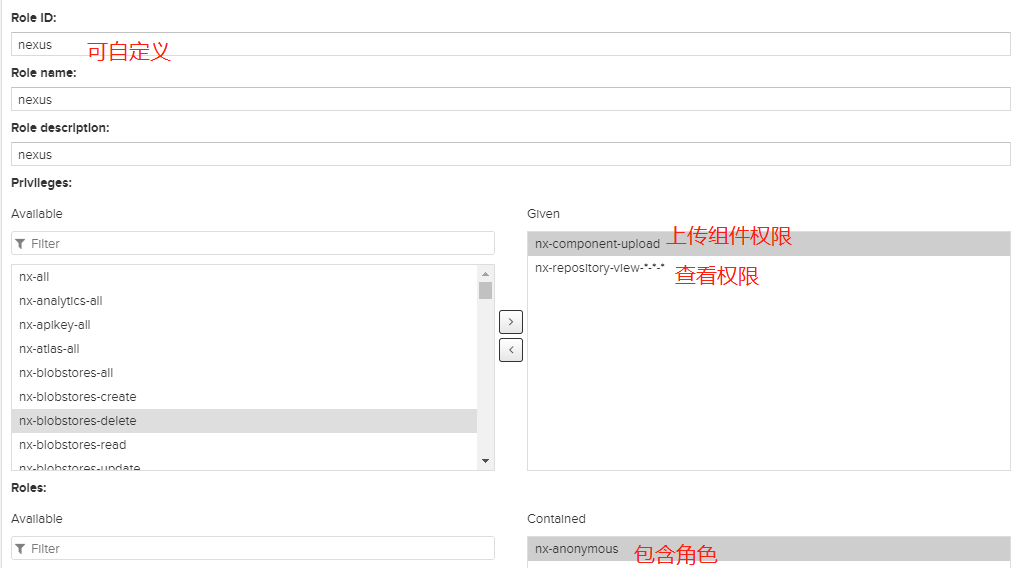 Role ID:
nexus 可自定义
Role name:
nexus
Role description:
nexus
Privileges:
Available Given
Filter nx-component-upload 上传组件权限
nx-all nx-repository-view-*-*-* 查看权限
nx-analytics-all
nx-apikey-all
nx-atlas-all
nx-blobstores-all
nx-blobstores-create
nx-blobstores-delete
nx-blobstores-read
nx-blobstores-update
Roles:
Available Contained
Filter nx-anonymous 包含角色